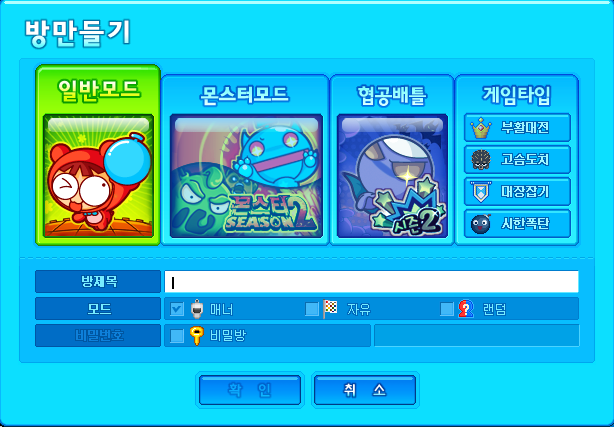 방만들기
일반모드
몬스터모드
협공배틀
게임타입
몬스터
SEASON 2
시즌2
부활대전
고슴도치
대장잡기
시한폭탄
방제목
모드
매너
자유
랜덤
비밀번호
비밀방
확 인
취 소